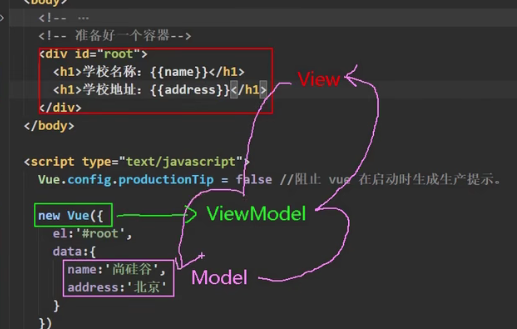 <body>
<!-- ⋯
<!-- 准备好一个容器-->
<div id="root">
<h1>学校名称: {{name}}</h1>
<h1>学校地址: {{address}}</h1>
</div>
</body>
View
<script type="text/javascript">
Vue.config.productionTip = false //阻止 vue 在启动时生成生产提示。
new Vue({
ViewModel
el:'#root',
data:{
name:'尚硅谷',
address:'北京'
Model
}
})